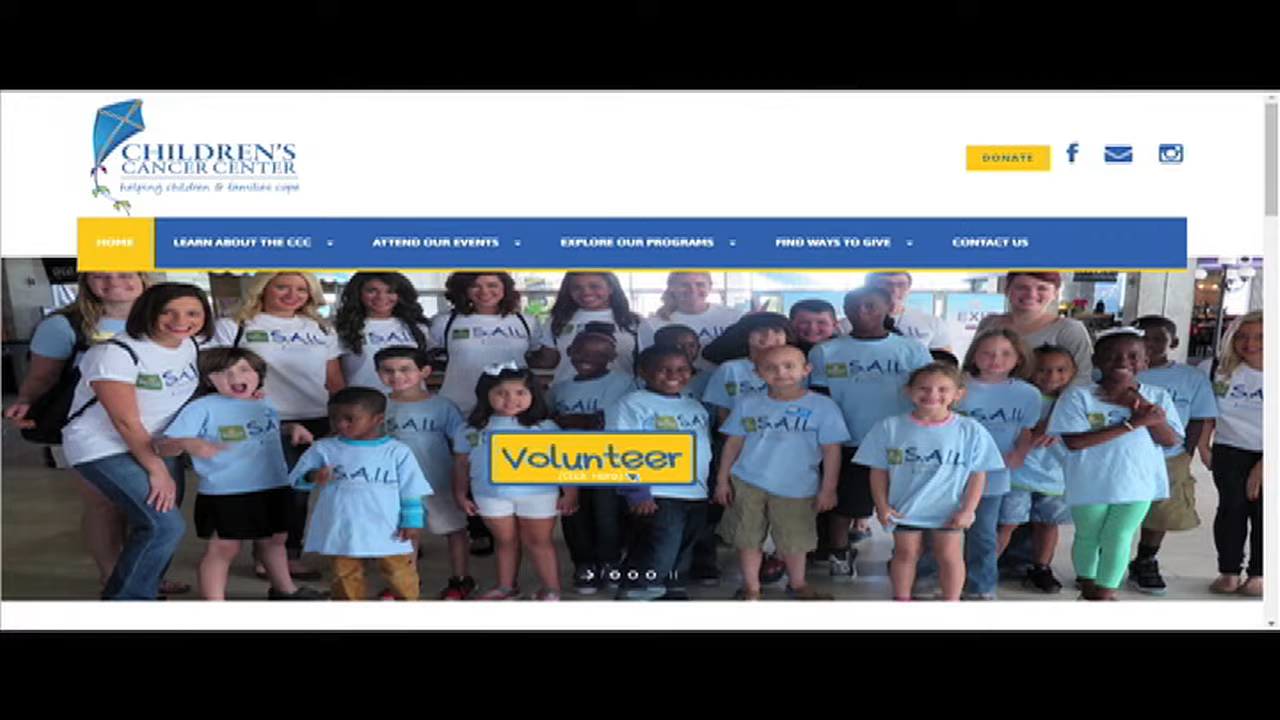 CHILDREN'S
CANCER CENTER
helping children & families cope
DONATE
HOME
LEARN ABOUT THE CCC
ATTEND OUR EVENTS
EXPLORE OUR PROGRAMS
FIND WAYS TO GIVE
CONTACT US
S.A.I.L
S.A.I.L
S.A.I.L
S.A.I.L
S.A.I.L
S.A.I.L
Volunteer
(Click Here)